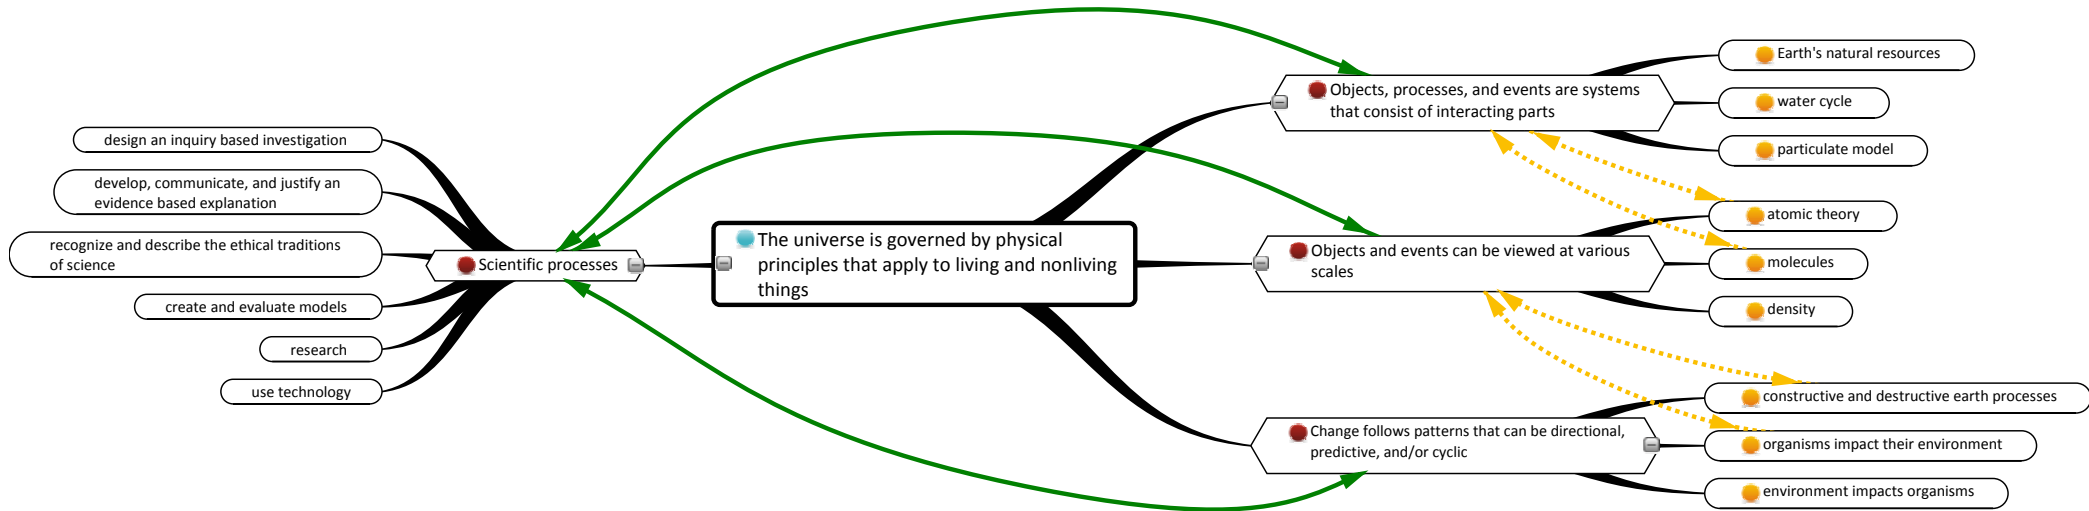 design an inquiry based investigation
develop, communicate, and justify an
evidence based explanation
recognize and describe the ethical traditions
of science
create and evaluate models
research
use technology
Scientific processes
The universe is governed by physical
principles that apply to living and nonliving
things
Objects, processes, and events are systems
that consist of interacting parts
Earth's natural resources
water cycle
particulate model
Objects and events can be viewed at various
scales
atomic theory
molecules
density
Change follows patterns that can be directional,
predictive, and/or cyclic
constructive and destructive earth processes
organisms impact their environment
environment impacts organisms